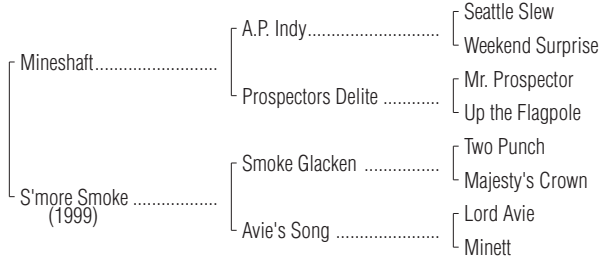 Seattle Slew
A.P. Indy............................
Weekend Surprise
Mineshaft..........................
Mr. Prospector
Prospectors Delite ............
Up the Flagpole
Two Punch
Smoke Glacken ................
Majesty's Crown
S'more Smoke ..................
(1999)
Lord Avie
Avie's Song ......................
Minett